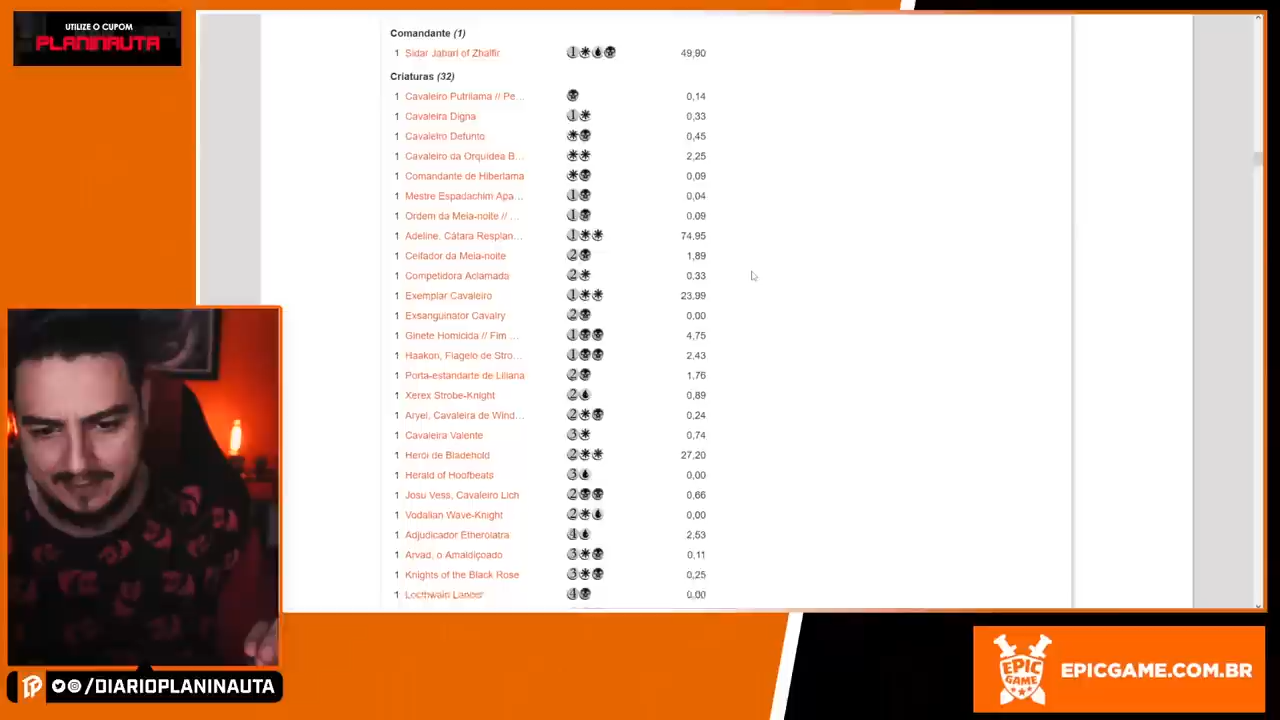 UTILIZE O CUPOM
PLANINAUTA
Comandante (1)
1 Sidar Jabari of Zhalfir 49,90
Criaturas (32)
1 Cavaleiro Putrilama // Pe... 0,14
1 Cavaleira Digna 0,33
1 Cavaleiro Defunto 0,45
1 Cavaleiro da Orquídea B... 2,25
1 Comandante de Hiberlama 0,09
1 Mestre Espadachim Apa... 0,04
1 Ordem da Meia-noite // ... 0,09
1 Adeline, Cátara Resplan... 74,95
1 Ceifador da Meia-noite 1,89
1 Competidora Aclamada 0,33
1 Exemplar Cavaleiro 23,99
1 Exsanguinator Cavalry 0,00
1 Ginete Homicida // Fim ... 4,75
1 Haakon, Flagelo de Stro... 2,43
1 Porta-estandarte de Liliana 1,76
1 Xerex Strobe-Knight 0,89
1 Aryel, Cavaleira de Wind... 0,24
1 Cavaleira Valente 0,74
1 Herói de Bladehold 27,20
1 Herald of Hoofbeats 0,00
1 Josu Vess, Cavaleiro Lich 0,66
1 Vodalian Wave-Knight 0,00
1 Adjudicador Eterolatra 2,53
1 Arvad, o Amaldiçoado 0,11
1 Knights of the Black Rose 0,25
1 Locthwain Lancer 0,00
/DIARIOPLANINAUTA
EPIC GAME
EPICGAME.COM.BR